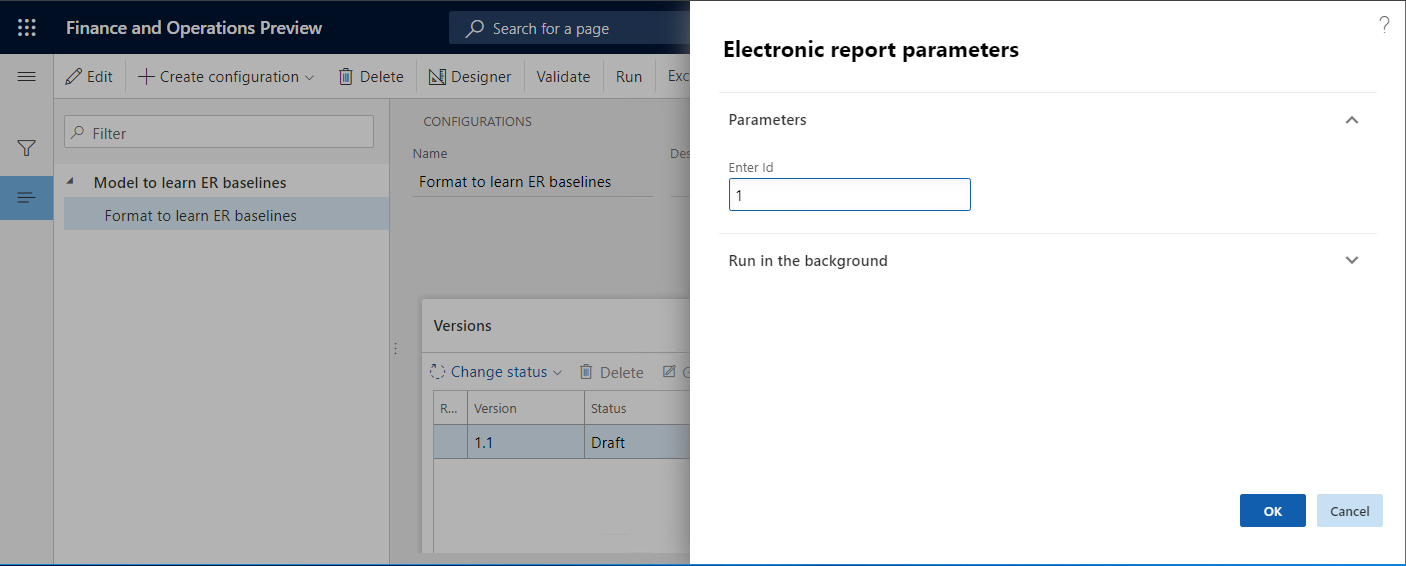 Finance and Operations Preview
Search for a page
Edit
Create configuration
Delete
Designer
Validate
Run
Exc
Filter
Model to learn ER baselines
Format to learn ER baselines
CONFIGURATIONS
Name
Des
Format to learn ER baselines
Versions
Change status
Delete
G
R...
Version
Status
1.1
Draft
?
Electronic report parameters
Parameters
Enter Id
1
Run in the background
OK
Cancel